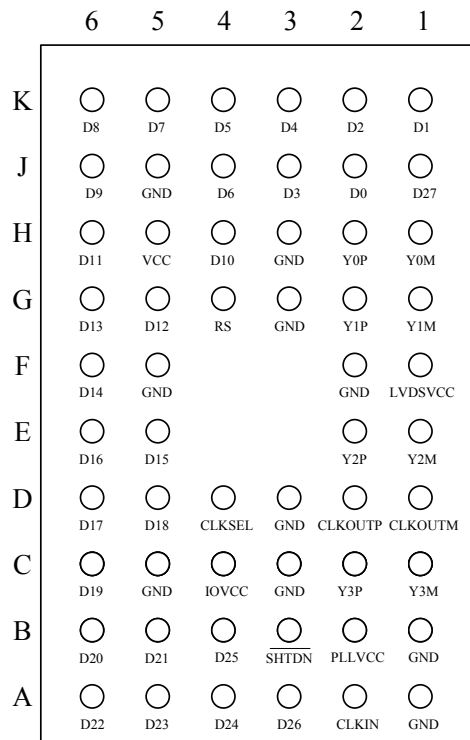 6 5 4 3 2 1
K
D8 D7 D5 D4 D2 D1
J
D9 GND D6 D3 D0 D27
H
D11 VCC D10 GND Y0P Y0M
G
D13 D12 RS GND Y1P Y1M
F
D14 GND GND LVDSVCC
E
D16 D15 Y2P Y2M
D
D17 D18 CLKSEL GND CLKOUTP CLKOUTM
C
D19 GND IOVCC GND Y3P Y3M
B
D20 D21 D25 SHTDN PLLVCC GND
A
D22 D23 D24 D26 CLKIN GND